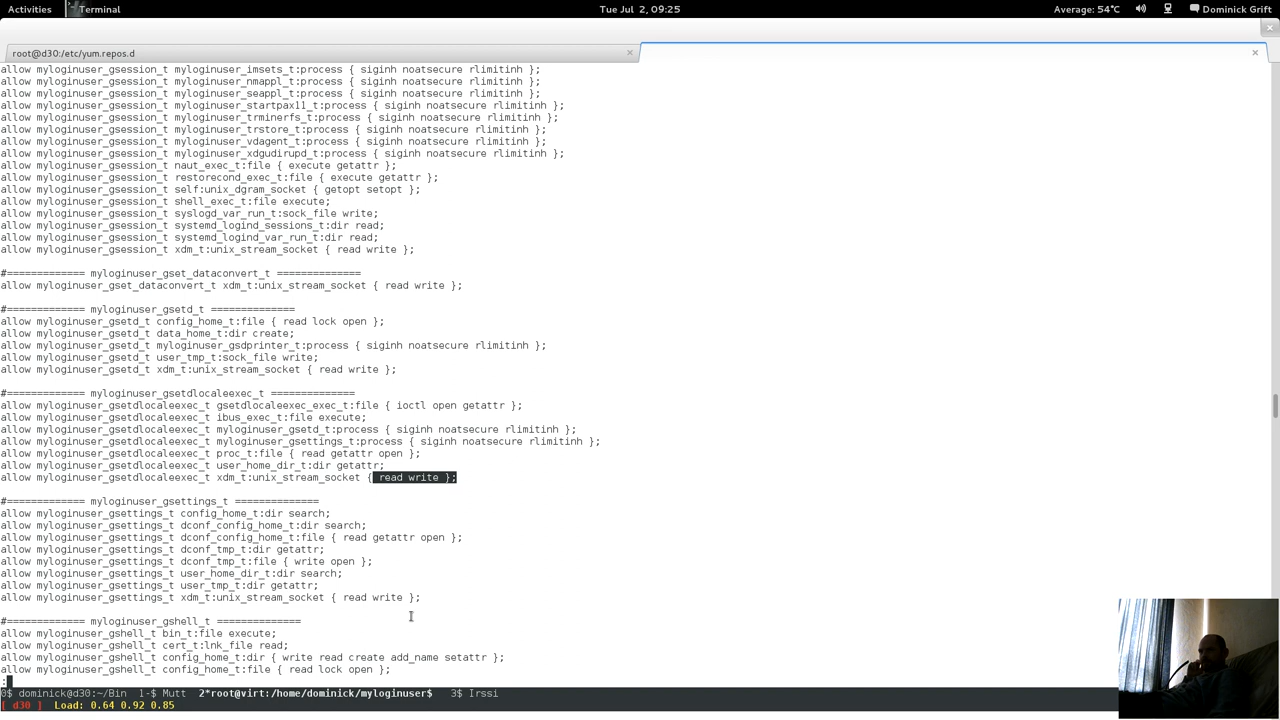 Activities Terminal Tue Jul 2, 09:25 Average: 54°C Dominick Grift
root@d30:/etc/yum.repos.d
allow myloginuser_gsession_t myloginuser_imsets_t:process { siginh noatsecure rlimitinh };
allow myloginuser_gsession_t myloginuser_nmappl_t:process { siginh noatsecure rlimitinh };
allow myloginuser_gsession_t myloginuser_seappl_t:process { siginh noatsecure rlimitinh };
allow myloginuser_gsession_t myloginuser_startpax11_t:process { siginh noatsecure rlimitinh };
allow myloginuser_gsession_t myloginuser_trminerfs_t:process { siginh noatsecure rlimitinh };
allow myloginuser_gsession_t myloginuser_trstore_t:process { siginh noatsecure rlimitinh };
allow myloginuser_gsession_t myloginuser_vdagent_t:process { siginh noatsecure rlimitinh };
allow myloginuser_gsession_t myloginuser_xdgudirupd_t:process { siginh noatsecure rlimitinh };
allow myloginuser_gsession_t naut_exec_t:file { execute getattr };
allow myloginuser_gsession_t restorecond_exec_t:file { execute getattr };
allow myloginuser_gsession_t self:unix_dgram_socket { getopt setopt };
allow myloginuser_gsession_t shell_exec_t:file execute;
allow myloginuser_gsession_t syslogd_var_run_t:sock_file write;
allow myloginuser_gsession_t systemd_logind_sessions_t:dir read;
allow myloginuser_gsession_t systemd_logind_var_run_t:dir read;
allow myloginuser_gsession_t xdm_t:unix_stream_socket { read write };
#============= myloginuser_gset_dataconvert_t ==============
allow myloginuser_gset_dataconvert_t xdm_t:unix_stream_socket { read write };
#============= myloginuser_gsetd_t ==============
allow myloginuser_gsetd_t config_home_t:file { read lock open };
allow myloginuser_gsetd_t data_home_t:dir create;
allow myloginuser_gsetd_t myloginuser_gsdprinter_t:process { siginh noatsecure rlimitinh };
allow myloginuser_gsetd_t user_tmp_t:sock_file write;
allow myloginuser_gsetd_t xdm_t:unix_stream_socket { read write };
#============= myloginuser_gsetdlocaleexec_t ==============
allow myloginuser_gsetdlocaleexec_t gsetdlocaleexec_exec_t:file { ioctl open getattr };
allow myloginuser_gsetdlocaleexec_t ibus_exec_t:file execute;
allow myloginuser_gsetdlocaleexec_t myloginuser_gsetd_t:process { siginh noatsecure rlimitinh };
allow myloginuser_gsetdlocaleexec_t myloginuser_gsettings_t:process { siginh noatsecure rlimitinh };
allow myloginuser_gsetdlocaleexec_t proc_t:file { read getattr open };
allow myloginuser_gsetdlocaleexec_t user_home_dir_t:dir getattr;
allow myloginuser_gsetdlocaleexec_t xdm_t:unix_stream_socket { read write };
#============= myloginuser_gsettings_t ==============
allow myloginuser_gsettings_t config_home_t:dir search;
allow myloginuser_gsettings_t dconf_config_home_t:dir search;
allow myloginuser_gsettings_t dconf_config_home_t:file { read getattr open };
allow myloginuser_gsettings_t dconf_tmp_t:dir getattr;
allow myloginuser_gsettings_t dconf_tmp_t:file { write open };
allow myloginuser_gsettings_t user_home_dir_t:dir search;
allow myloginuser_gsettings_t user_tmp_t:dir getattr;
allow myloginuser_gsettings_t xdm_t:unix_stream_socket { read write };
#============= myloginuser_gshell_t ==============
allow myloginuser_gshell_t bin_t:file execute;
allow myloginuser_gshell_t cert_t:lnk_file read;
allow myloginuser_gshell_t config_home_t:dir { write read create add_name setattr };
allow myloginuser_gshell_t config_home_t:file { read lock open };
:
0$ dominick@d30:~/Bin 1-$ Mutt 2*root@virt:/home/dominick/myloginuser$ 3$ Irssi
[ d30 ] Load: 0.64 0.92 0.85